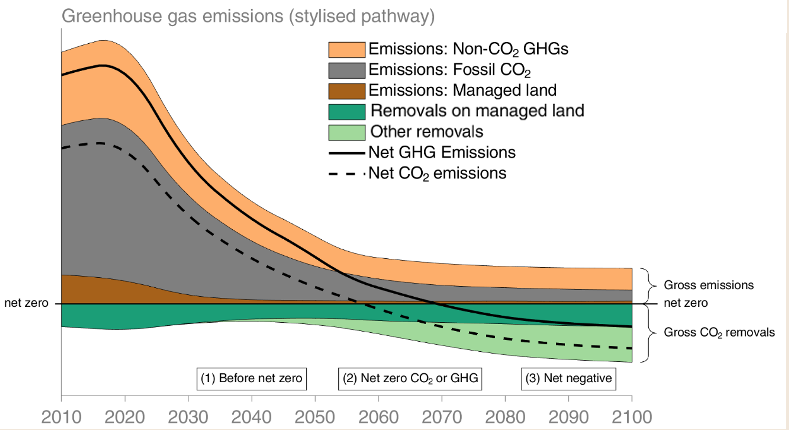 Greenhouse gas emissions (stylised pathway)
Emissions: Non-CO₂ GHGs
Emissions: Fossil CO₂
Emissions: Managed land
Removals on managed land
Other removals
Net GHG Emissions
Net CO₂ emissions
Gross emissions
net zero
net zero
Gross CO₂ removals
(1) Before net zero
(2) Net zero CO₂ or GHG
(3) Net negative
2010 2020 2030 2040 2050 2060 2070 2080 2090 2100